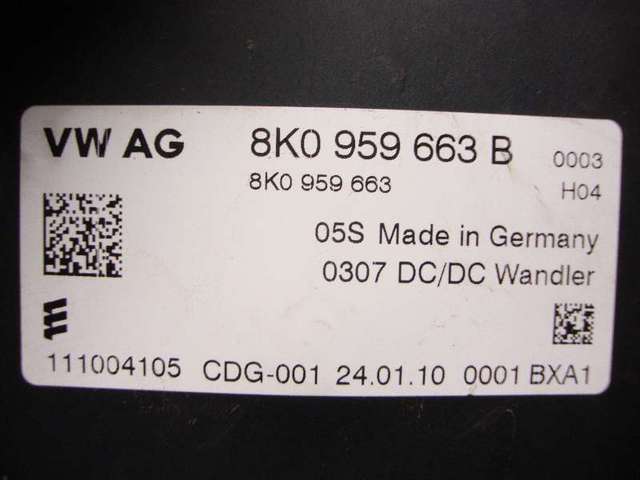 VW AG 8K0 959 663 B 0003
8K0 959 663 H04
05S Made in Germany
0307 DC/DC Wandler
111004105 CDG-001 24.01.10 0001 BXA1